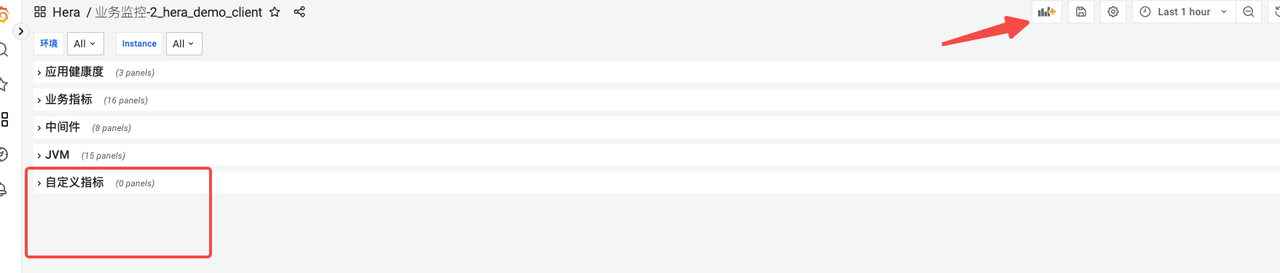 Hera / 业务监控-2_hera_demo_client Last 1 hour
环境 All Instance All
应用健康度 (3 panels)
业务指标 (16 panels)
中间件 (8 panels)
JVM (15 panels)
自定义指标 (0 panels)